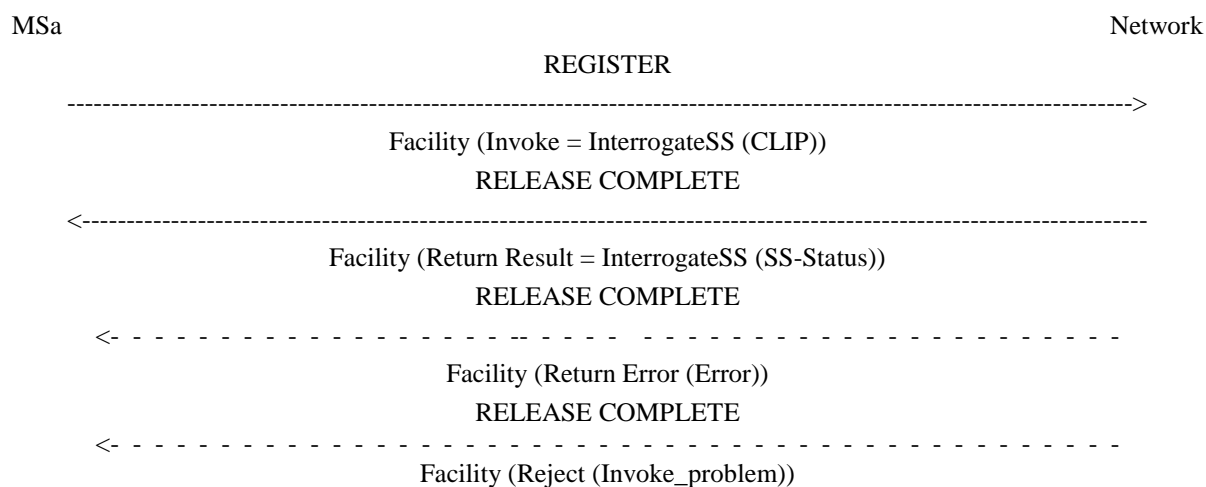 MSa Network
REGISTER
Facility (Invoke = InterrogateSS (CLIP))
RELEASE COMPLETE
Facility (Return Result = InterrogateSS (SS-Status))
RELEASE COMPLETE
Facility (Return Error (Error))
RELEASE COMPLETE
Facility (Reject (Invoke_problem))